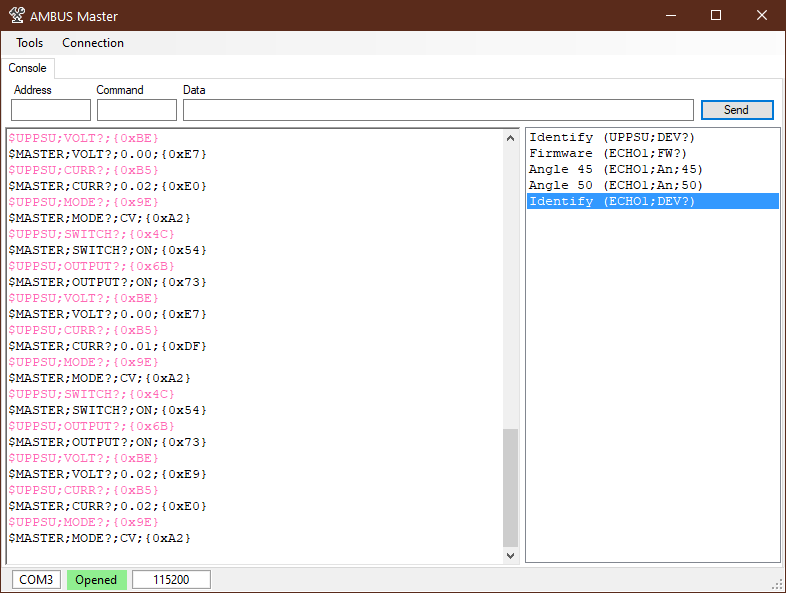 AMBUS Master
Tools Connection
Console
Address Command Data
Send
$UPPSU;VOLT?;{0xBE}
$MASTER;VOLT?;0.00;{0xE7}
$UPPSU;CURR?;{0xB5}
$MASTER;CURR?;0.02;{0xE0}
$UPPSU;MODE?;{0x9E}
$MASTER;MODE?;CV;{0xA2}
$UPPSU;SWITCH?;{0x4C}
$MASTER;SWITCH?;ON;{0x54}
$UPPSU;OUTPUT?;{0x6B}
$MASTER;OUTPUT?;ON;{0x73}
$UPPSU;VOLT?;{0xBE}
$MASTER;VOLT?;0.00;{0xE7}
$UPPSU;CURR?;{0xB5}
$MASTER;CURR?;0.01;{0xDF}
$UPPSU;MODE?;{0x9E}
$MASTER;MODE?;CV;{0xA2}
$UPPSU;SWITCH?;{0x4C}
$MASTER;SWITCH?;ON;{0x54}
$UPPSU;OUTPUT?;{0x6B}
$MASTER;OUTPUT?;ON;{0x73}
$UPPSU;VOLT?;{0xBE}
$MASTER;VOLT?;0.02;{0xE9}
$UPPSU;CURR?;{0xB5}
$MASTER;CURR?;0.02;{0xE0}
$UPPSU;MODE?;{0x9E}
$MASTER;MODE?;CV;{0xA2}
Identify (UPPSU;DEV?)
Firmware (ECHO1;FW?)
Angle 45 (ECHO1;An;45)
Angle 50 (ECHO1;An;50)
Identify (ECHO1;DEV?)
COM3 Opened 115200